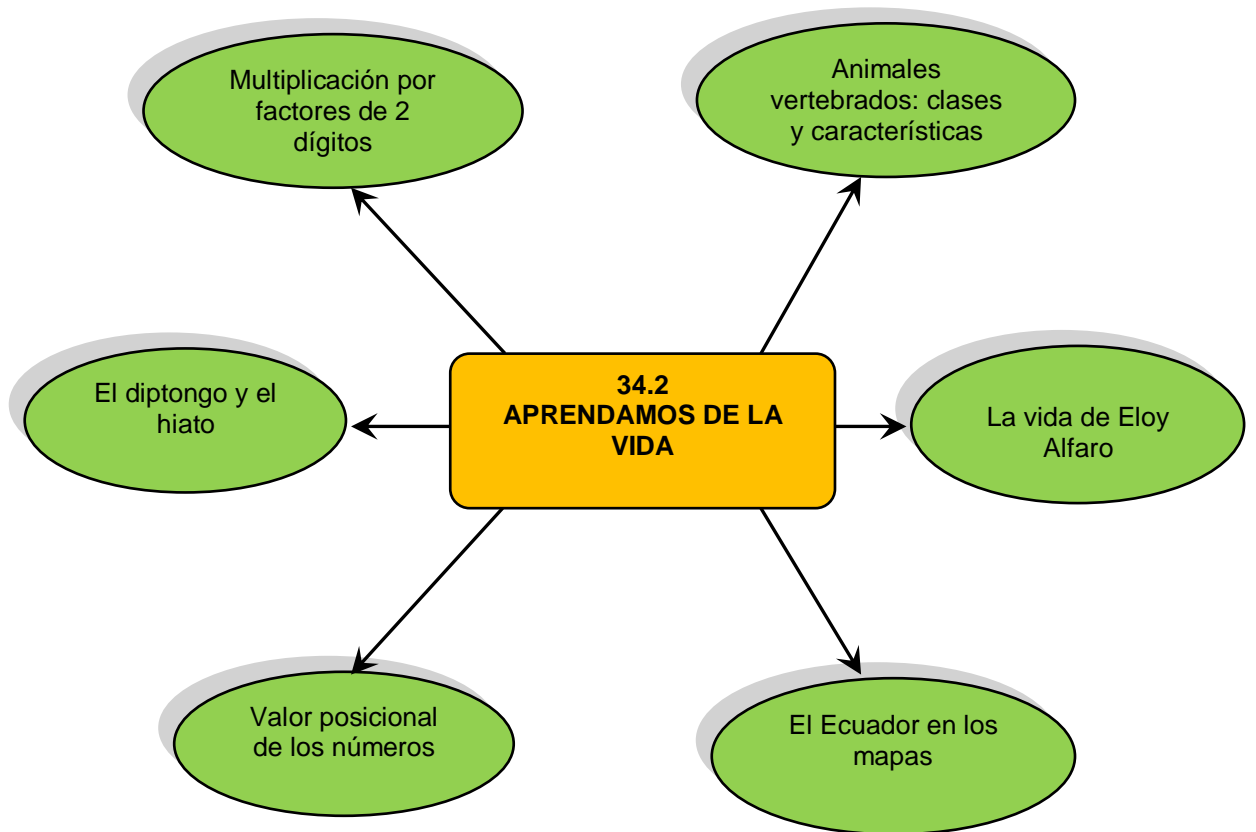 Multiplicación por
factores de 2
dígitos
Animales
vertebrados: clases
y características
El diptongo y el
hiato
34.2
APRENDAMOS DE LA
VIDA
La vida de Eloy
Alfaro
Valor posicional
de los números
El Ecuador en los
mapas